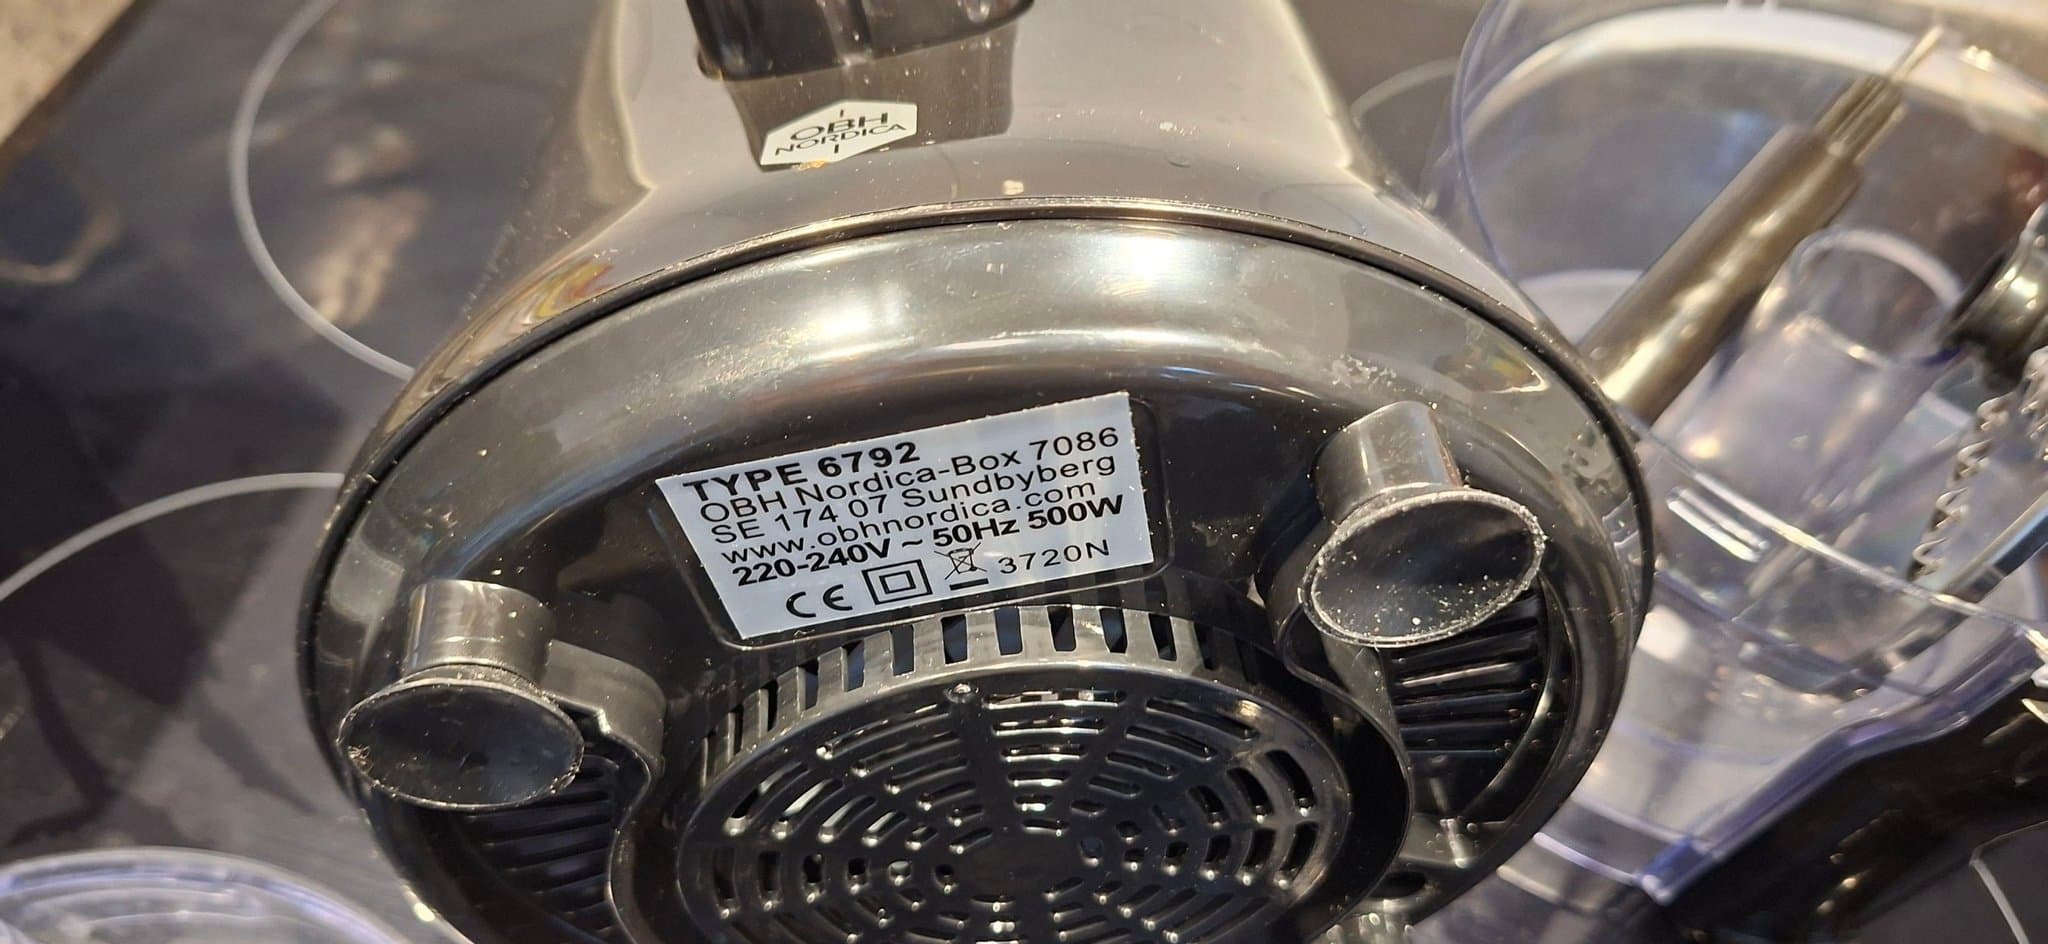 OBH
NORDICA
TYPE 6792
OBH Nordica-Box 7086
SE 174 07 Sundbyberg
www.obhnordica.com
220-240V ~ 50Hz 500W
CE 3720N